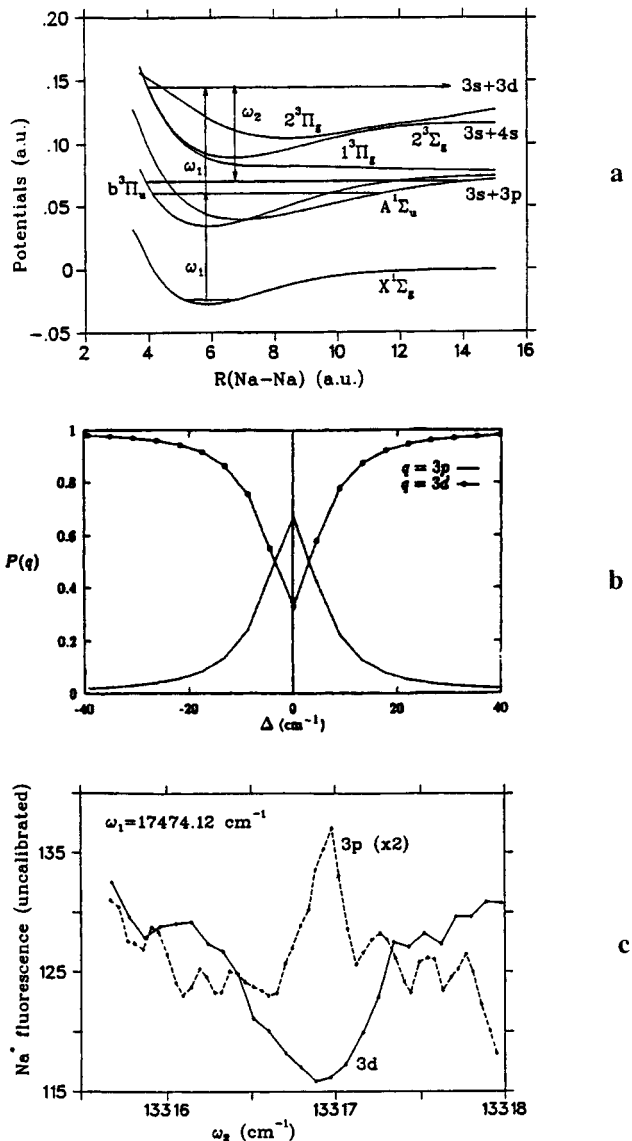 .20
.15
.10
.05
0
-.05
Potentials (a.u.)
3s+3d
ω₂
2³Πg
ω₁
2³Σg
3s+4s
1³Πg
b³Πu
3s+3p
A¹Σu
ω₁
X¹Σg
2 4 6 8 10 12 14 16
R(Na-Na) (a.u.)
a
1
0.8
0.6
0.4
0.2
0
P(q)
q = 3p
q = 3d
-40 -20 0 20 40
Δ (cm⁻¹)
b
Na* fluorescence (uncalibrated)
135
125
115
ω₁=17474.12 cm⁻¹
3p (x2)
3d
13316 13317 13318
ω₂ (cm⁻¹)
c